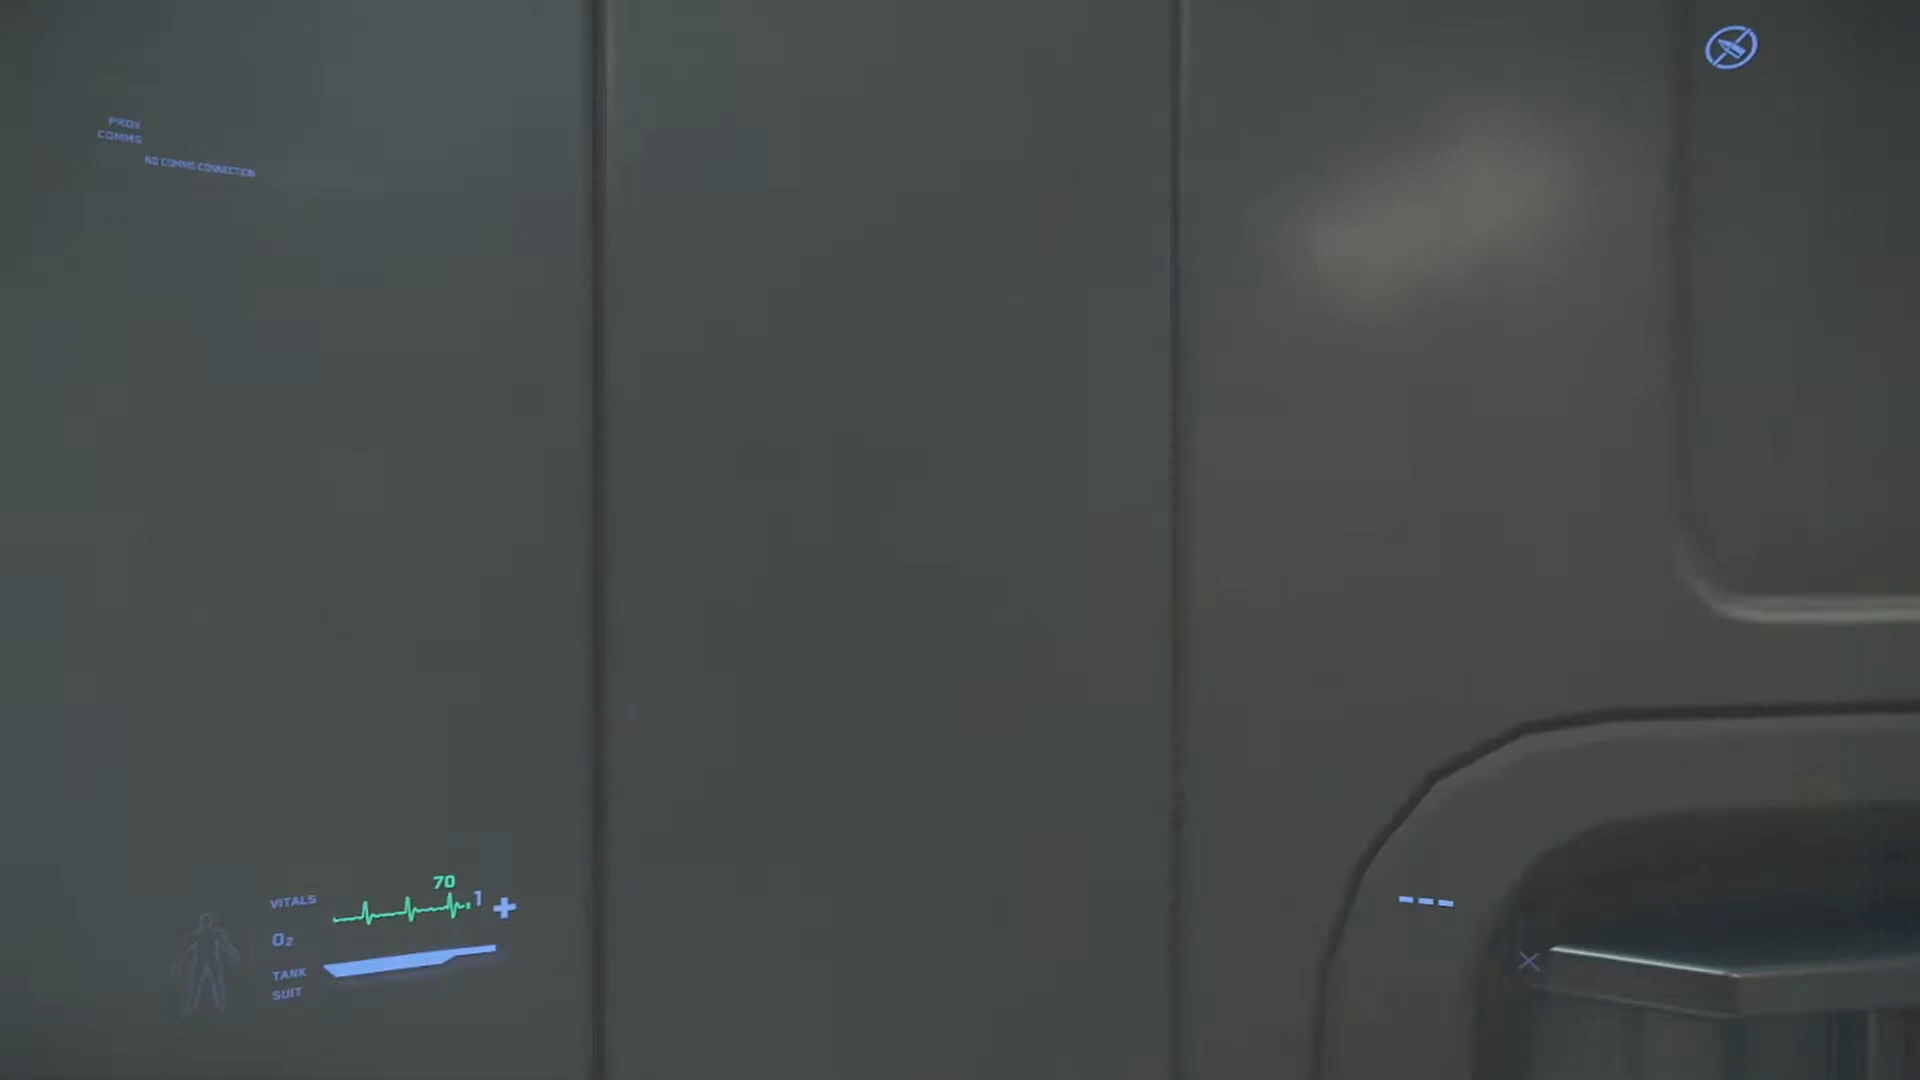 PROX
COMMS
NO COMMS CONNECTION
70
VITALS
1
O₂
TANK
SUIT